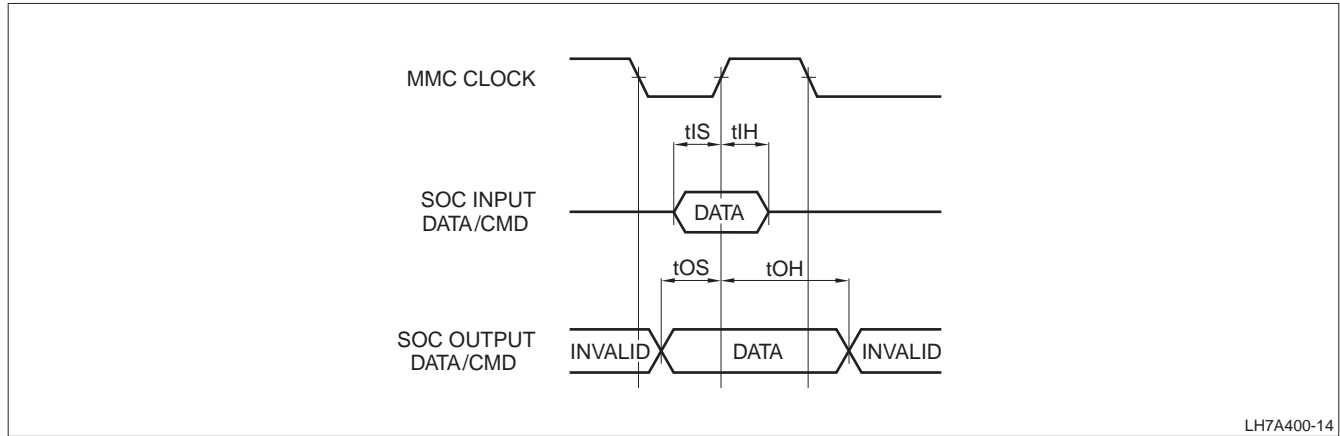 MMC CLOCK
tIS
tIH
SOC INPUT
DATA/CMD
DATA
tOS
tOH
SOC OUTPUT
DATA/CMD
INVALID
DATA
INVALID
LH7A400-14